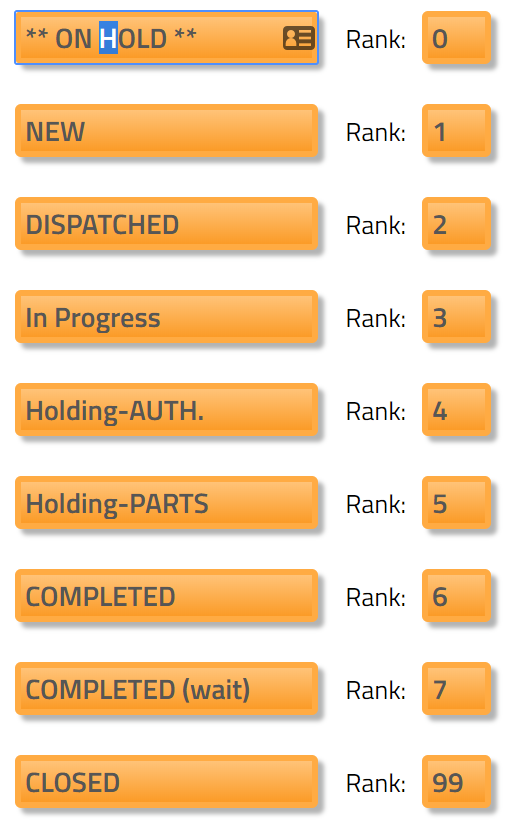 ** ON HOLD ** Rank: 0
NEW Rank: 1
DISPATCHED Rank: 2
In Progress Rank: 3
Holding-AUTH. Rank: 4
Holding-PARTS Rank: 5
COMPLETED Rank: 6
COMPLETED (wait) Rank: 7
CLOSED Rank: 99